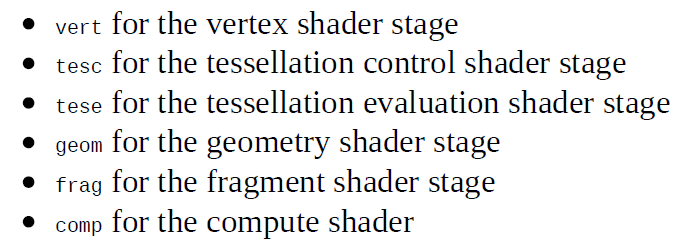 • vert for the vertex shader stage
• tesc for the tessellation control shader stage
• tese for the tessellation evaluation shader stage
• geom for the geometry shader stage
• frag for the fragment shader stage
• comp for the compute shader